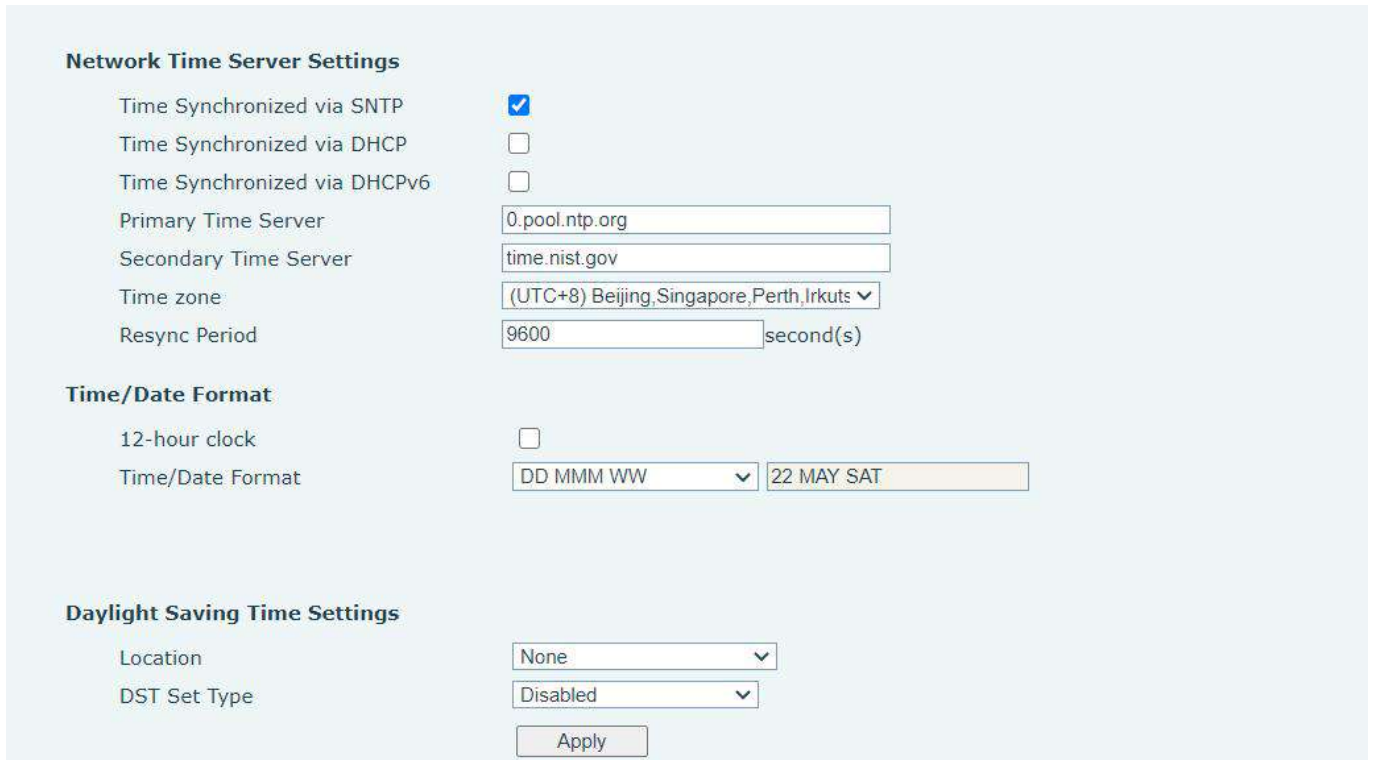 Network Time Server Settings
Time Synchronized via SNTP
Time Synchronized via DHCP
Time Synchronized via DHCPv6
Primary Time Server 0.pool.ntp.org
Secondary Time Server time.nist.gov
Time zone (UTC+8) Beijing,Singapore,Perth,Irkuts
Resync Period 9600 second(s)
Time/Date Format
12-hour clock
Time/Date Format DD MMM WW 22 MAY SAT
Daylight Saving Time Settings
Location None
DST Set Type Disabled
Apply